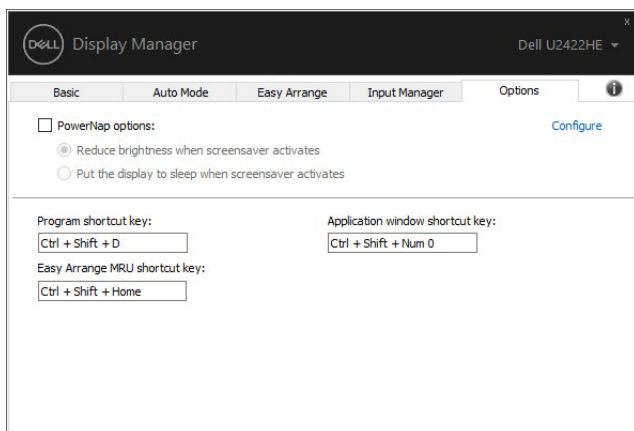 DELL Display Manager
Dell U2422HE
x
Basic
Auto Mode
Easy Arrange
Input Manager
Options
i
PowerNap options:
Configure
Reduce brightness when screensaver activates
Put the display to sleep when screensaver activates
Program shortcut key:
Application window shortcut key:
Ctrl + Shift + D
Ctrl + Shift + Num 0
Easy Arrange MRU shortcut key:
Ctrl + Shift + Home